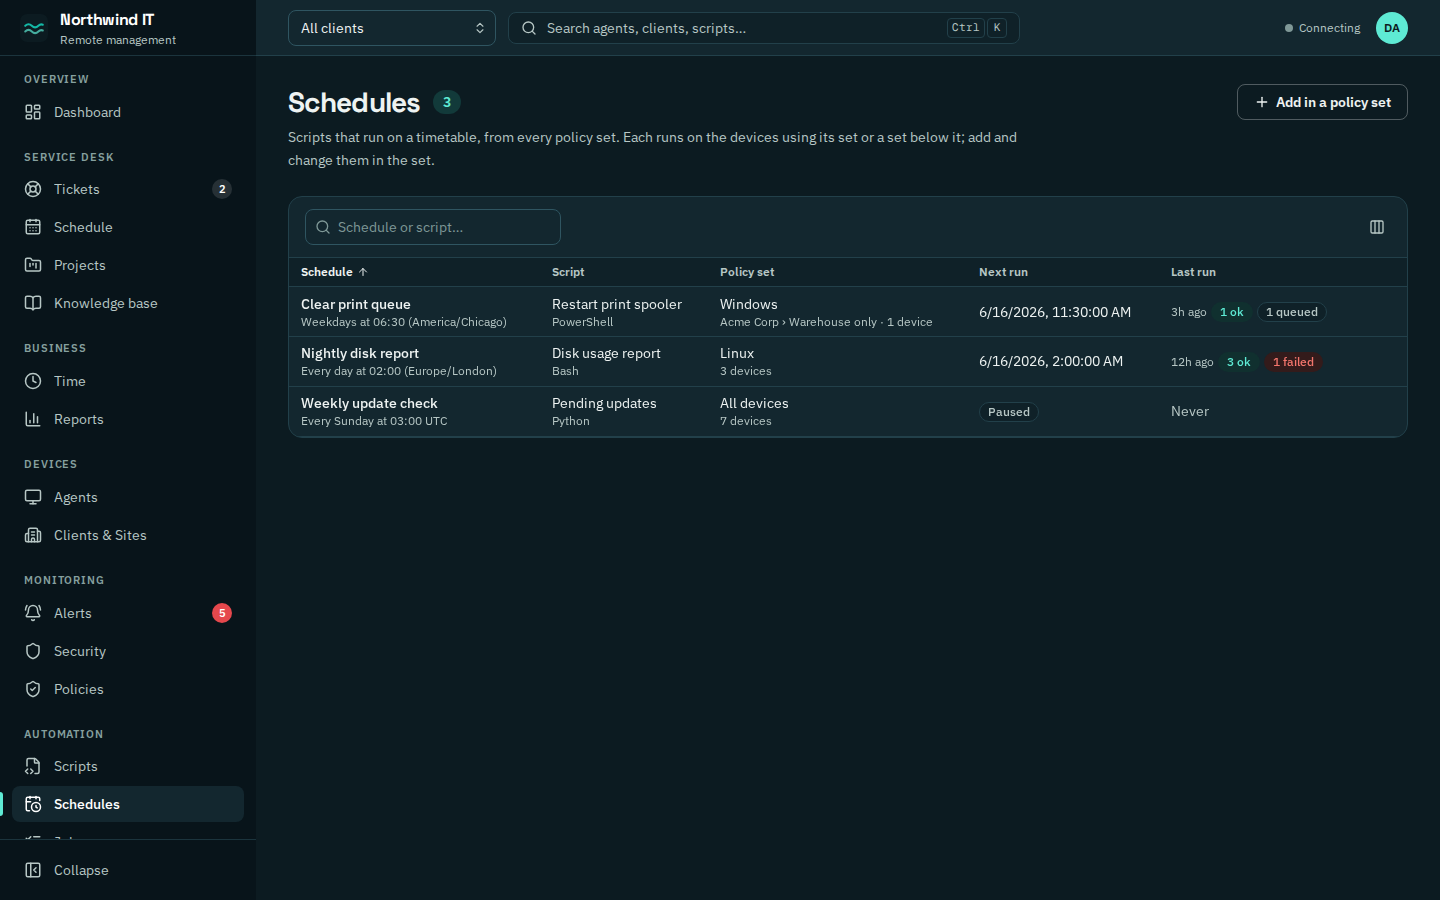 Northwind IT
Remote management
All clients
Search agents, clients, scripts...
Ctrl K
Connecting
DA
OVERVIEW
Dashboard
SERVICE DESK
Tickets 2
Schedule
Projects
Knowledge base
BUSINESS
Time
Reports
DEVICES
Agents
Clients & Sites
MONITORING
Alerts 5
Security
Policies
AUTOMATION
Scripts
Schedules
Collapse
Schedules 3
Add in a policy set
Scripts that run on a timetable, from every policy set. Each runs on the devices using its set or a set below it; add and
change them in the set.
Schedule or script...
Schedule Script Policy set Next run Last run
Clear print queue Restart print spooler Windows 6/16/2026, 11:30:00 AM 3h ago 1 ok 1 queued
Weekdays at 06:30 (America/Chicago) PowerShell Acme Corp › Warehouse only · 1 device
Nightly disk report Disk usage report Linux 6/16/2026, 2:00:00 AM 12h ago 3 ok 1 failed
Every day at 02:00 (Europe/London) Bash 3 devices
Weekly update check Pending updates All devices Paused Never
Every Sunday at 03:00 UTC Python 7 devices